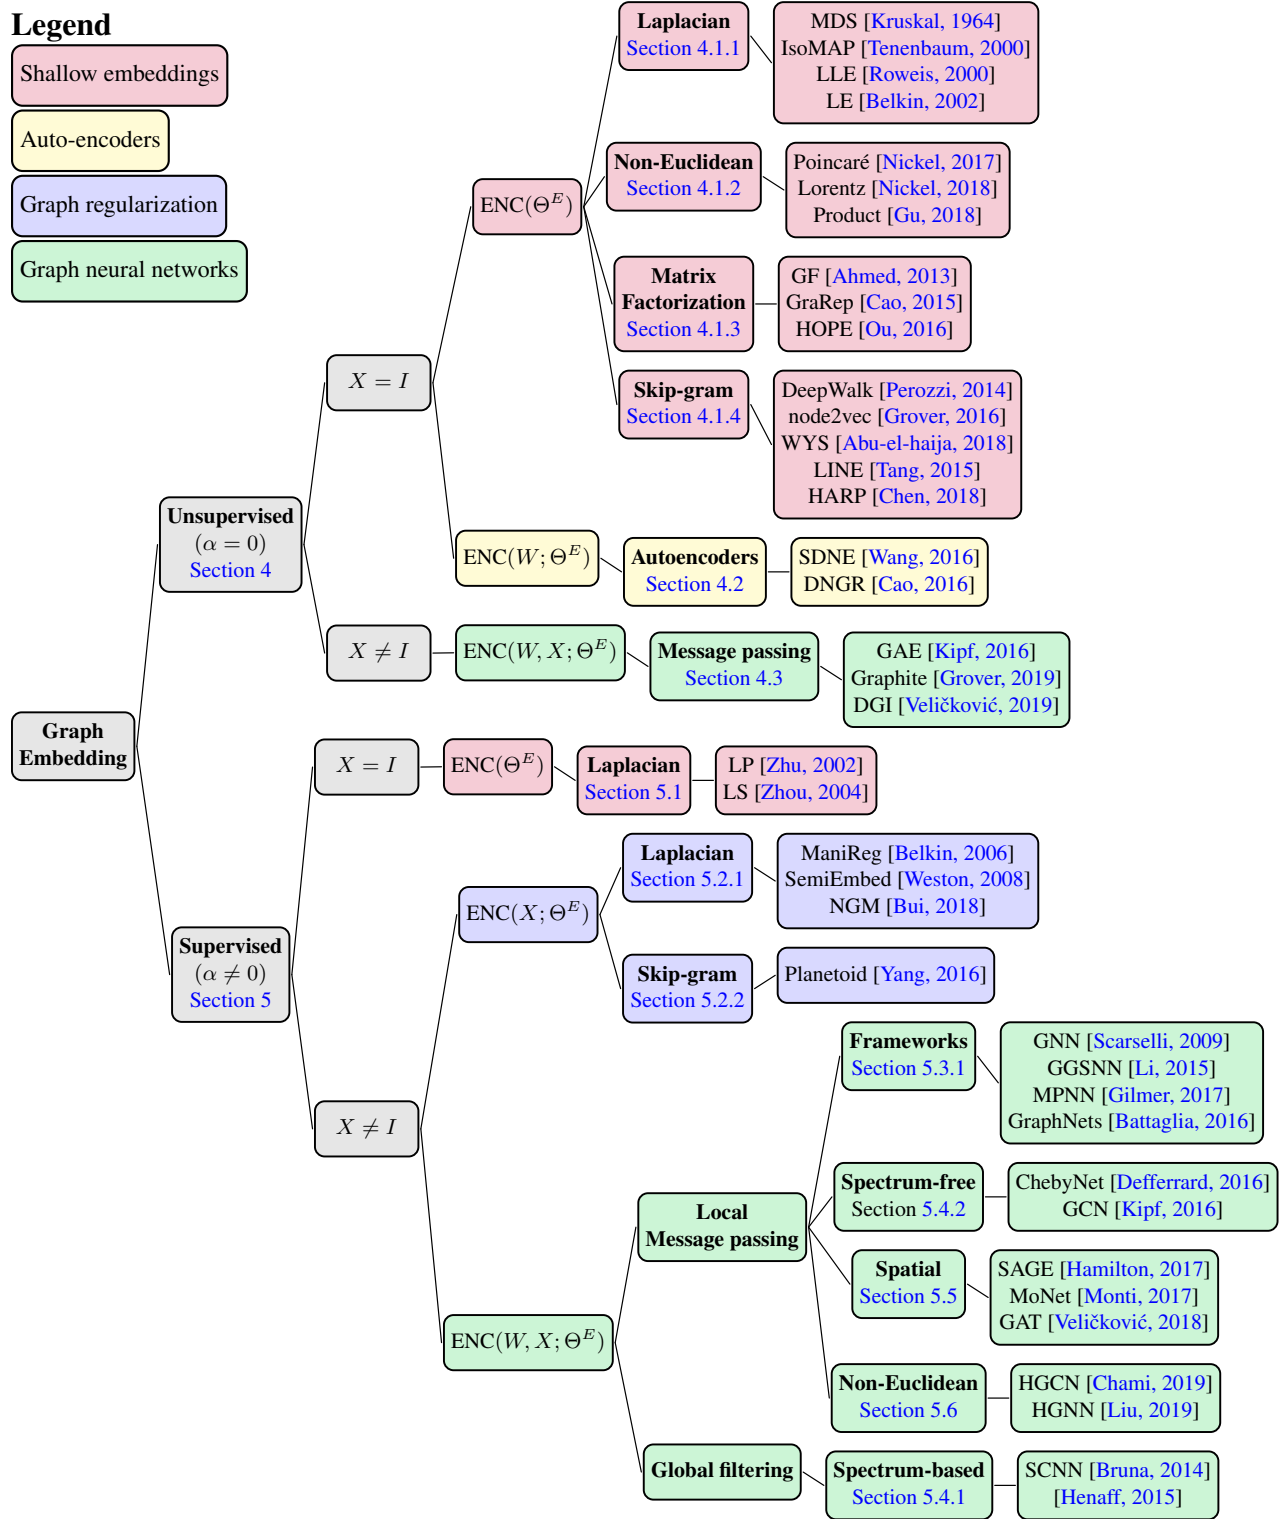 Legend
Shallow embeddings
Auto-encoders
Graph regularization
Graph neural networks
Graph
Embedding
Unsupervised
(α = 0)
Section 4
X = I
ENC(Θ^E)
Laplacian
Section 4.1.1
MDS [Kruskal, 1964]
IsoMAP [Tenenbaum, 2000]
LLE [Roweis, 2000]
LE [Belkin, 2002]
Non-Euclidean
Section 4.1.2
Poincaré [Nickel, 2017]
Lorentz [Nickel, 2018]
Product [Gu, 2018]
Matrix
Factorization
Section 4.1.3
GF [Ahmed, 2013]
GraRep [Cao, 2015]
HOPE [Ou, 2016]
Skip-gram
Section 4.1.4
DeepWalk [Perozzi, 2014]
node2vec [Grover, 2016]
WYS [Abu-el-haija, 2018]
LINE [Tang, 2015]
HARP [Chen, 2018]
ENC(W; Θ^E)
Autoencoders
Section 4.2
SDNE [Wang, 2016]
DNGR [Cao, 2016]
X ≠ I
ENC(W, X; Θ^E)
Message passing
Section 4.3
GAE [Kipf, 2016]
Graphite [Grover, 2019]
DGI [Veličković, 2019]
Supervised
(α ≠ 0)
Section 5
X = I
ENC(Θ^E)
Laplacian
Section 5.1
LP [Zhu, 2002]
LS [Zhou, 2004]
X ≠ I
ENC(X; Θ^E)
Laplacian
Section 5.2.1
ManiReg [Belkin, 2006]
SemiEmbed [Weston, 2008]
NGM [Bui, 2018]
Skip-gram
Section 5.2.2
Planetoid [Yang, 2016]
ENC(W, X; Θ^E)
Local
Message passing
Frameworks
Section 5.3.1
GNN [Scarselli, 2009]
GGSNN [Li, 2015]
MPNN [Gilmer, 2017]
GraphNets [Battaglia, 2016]
Spectrum-free
Section 5.4.2
ChebyNet [Defferrard, 2016]
GCN [Kipf, 2016]
Spatial
Section 5.5
SAGE [Hamilton, 2017]
MoNet [Monti, 2017]
GAT [Veličković, 2018]
Non-Euclidean
Section 5.6
HGCN [Chami, 2019]
HGNN [Liu, 2019]
Global filtering
Spectrum-based
Section 5.4.1
SCNN [Bruna, 2014]
[Henaff, 2015]